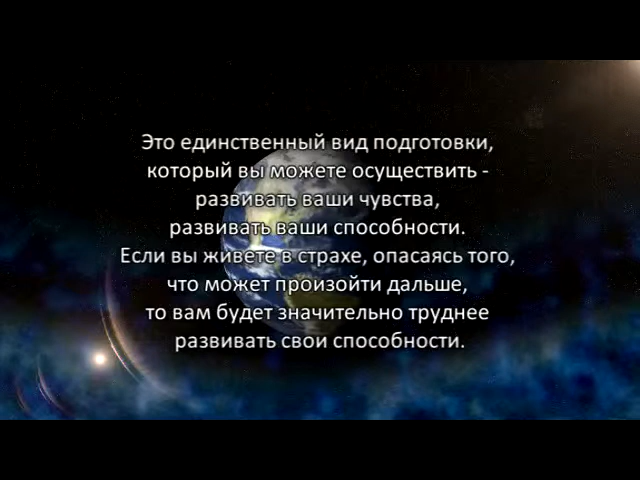 Это единственный вид подготовки,
который вы можете осуществить -
развивать ваши чувства,
развивать ваши способности.
Если вы живете в страхе, опасаясь того,
что может произойти дальше,
то вам будет значительно труднее
развивать свои способности.